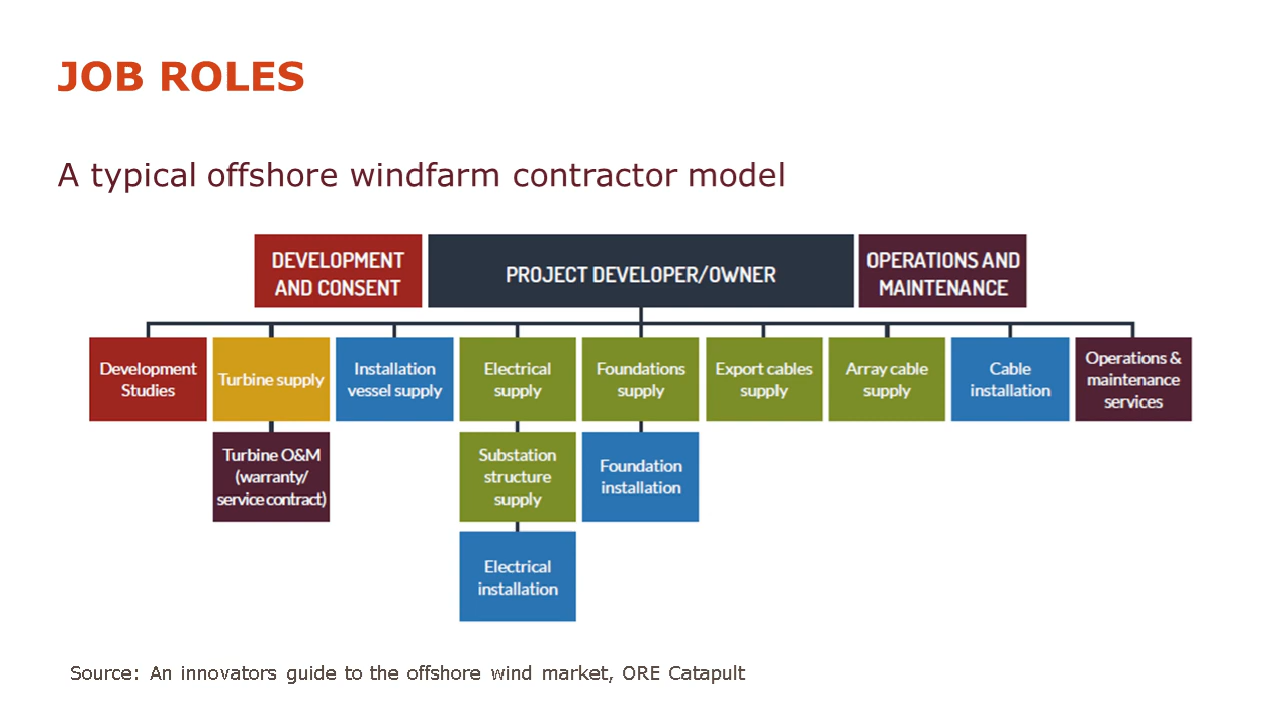 JOB ROLES
A typical offshore windfarm contractor model
DEVELOPMENT
AND CONSENT
PROJECT DEVELOPER/OWNER
OPERATIONS AND
MAINTENANCE
Development
Studies
Turbine supply
Installation
vessel supply
Electrical
supply
Foundations
supply
Export cables
supply
Array cable
supply
Cable
installation
Operations &
maintenance
services
Turbine O&M
(warranty/
service contract)
Substation
structure
supply
Foundation
installation
Electrical
installation
Source: An innovators guide to the offshore wind market, ORE Catapult